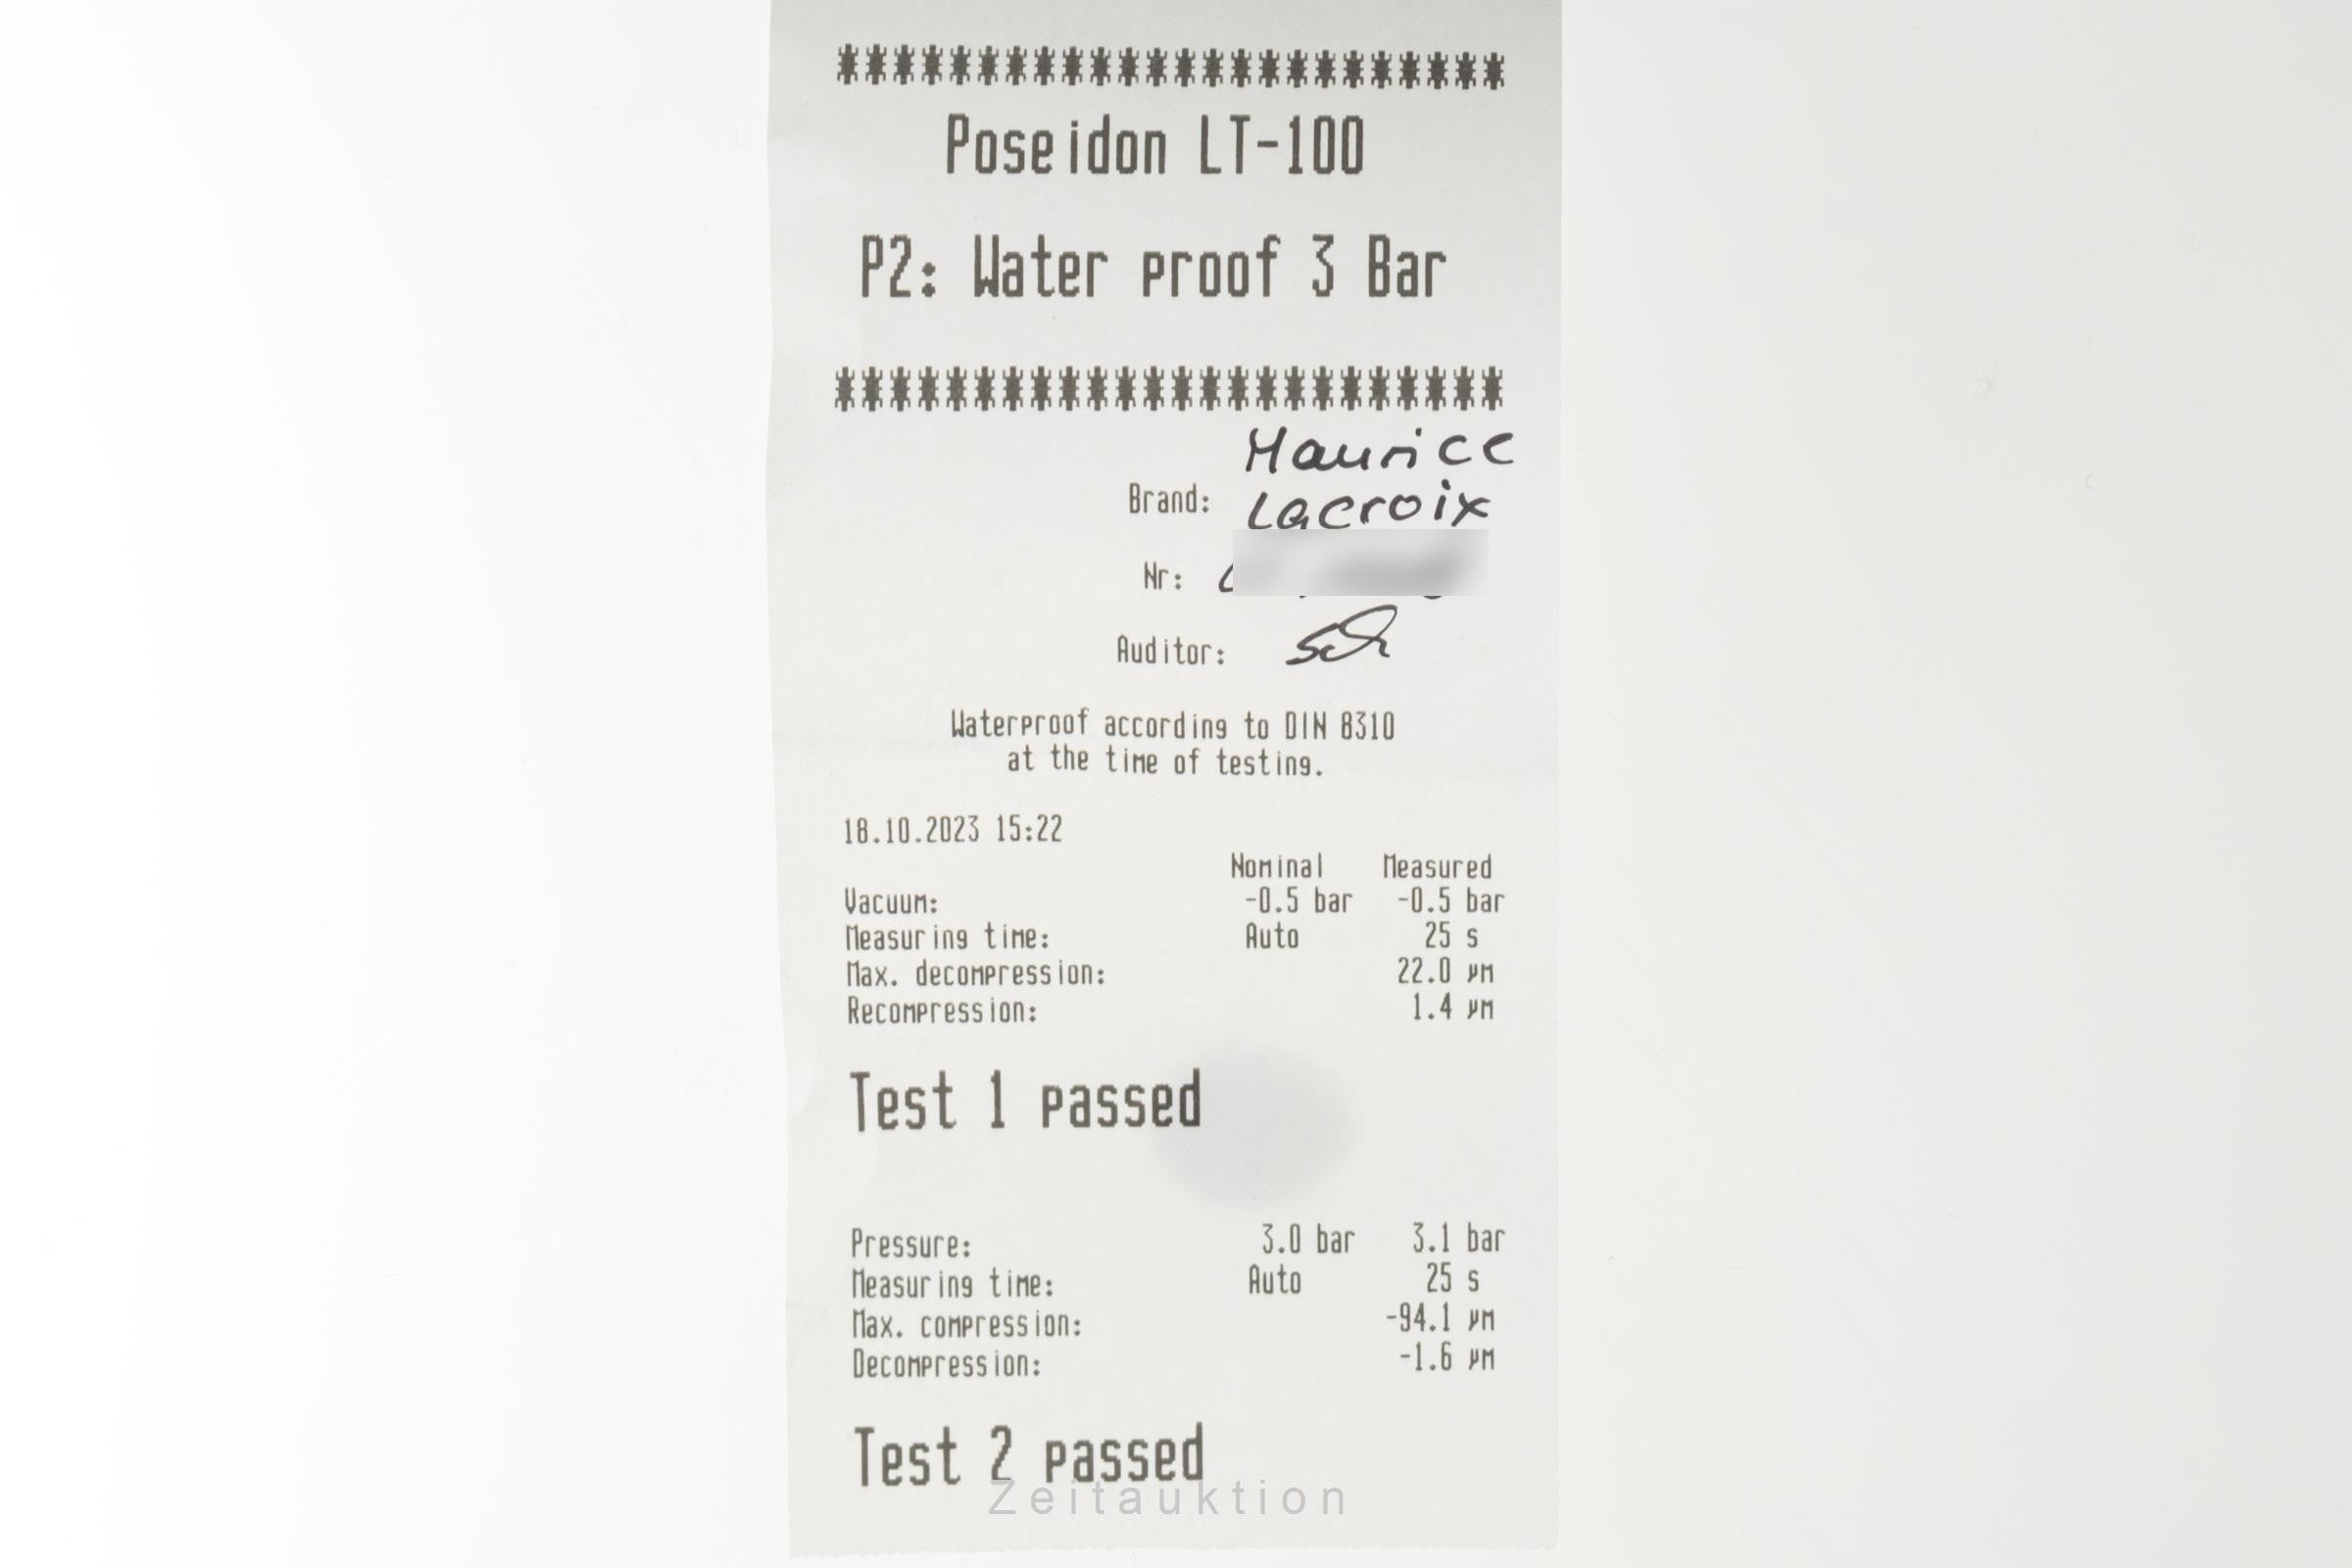 ************************
Poseidon LT-100
P2: Water proof 3 Bar
************************
Maurice
Brand: Lacroix
Nr:
Auditor: Sch
Waterproof according to DIN 8310
at the time of testing.
18.10.2023 15:22
Nominal Measured
Vacuum: -0.5 bar -0.5 bar
Measuring time: Auto 25 s
Max. decompression: 22.0 µm
Recompression: 1.4 µm
Test 1 passed
Pressure: 3.0 bar 3.1 bar
Measuring time: Auto 25 s
Max. compression: -94.1 µm
Decompression: -1.6 µm
Test 2 passed
Zeitauktion